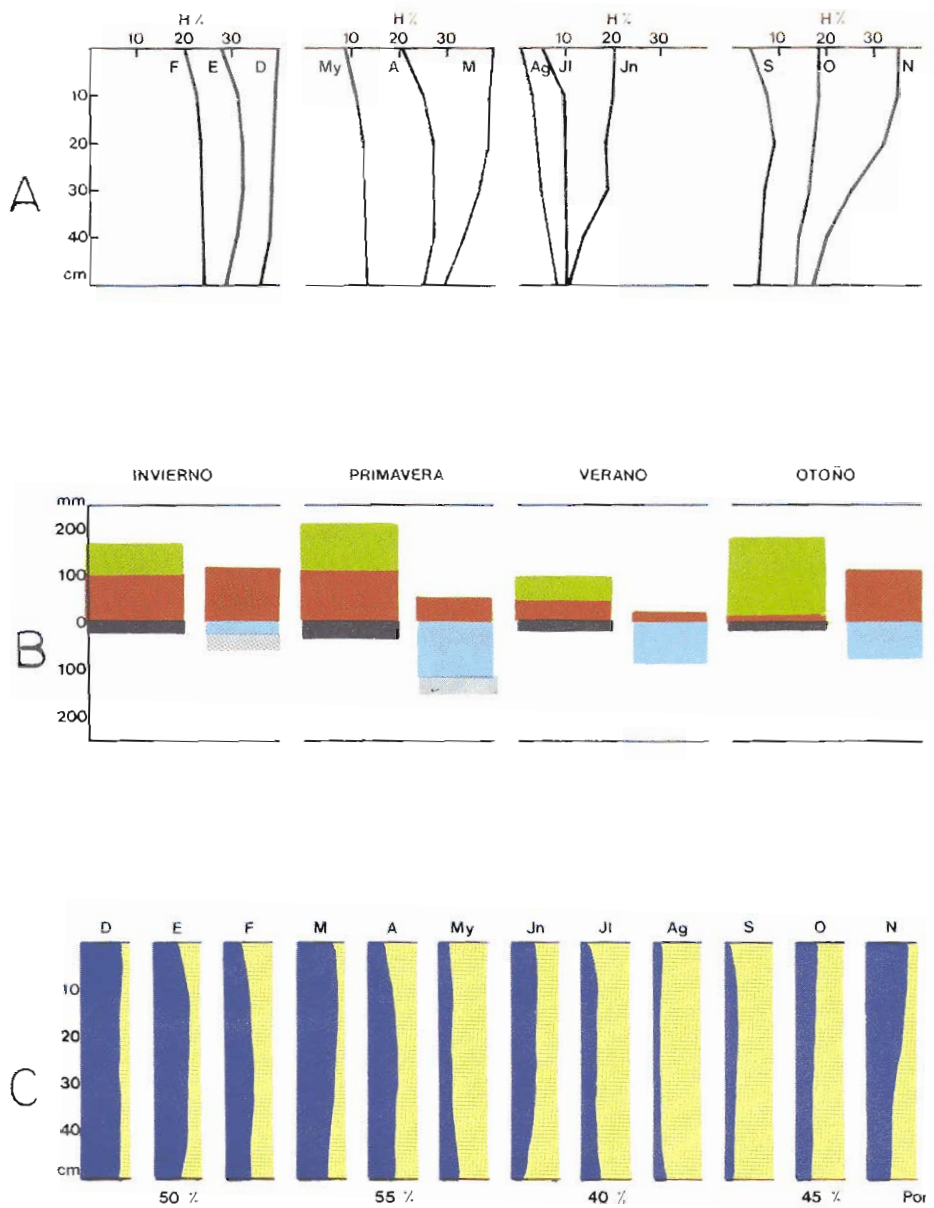 H % H % H % H %
10 20 30 10 30 10 20 30 10 20 30
F E D My A M Ag Jl Jn S O N
10
20
A
30
40
cm
INVIERNO PRIMAVERA VERANO OTOÑO
mm
200
100
0
B
100
200
D E F M A My Jn Jl Ag S O N
10
20
C
30
40
cm
50 % 55 % 40 % 45 % Por